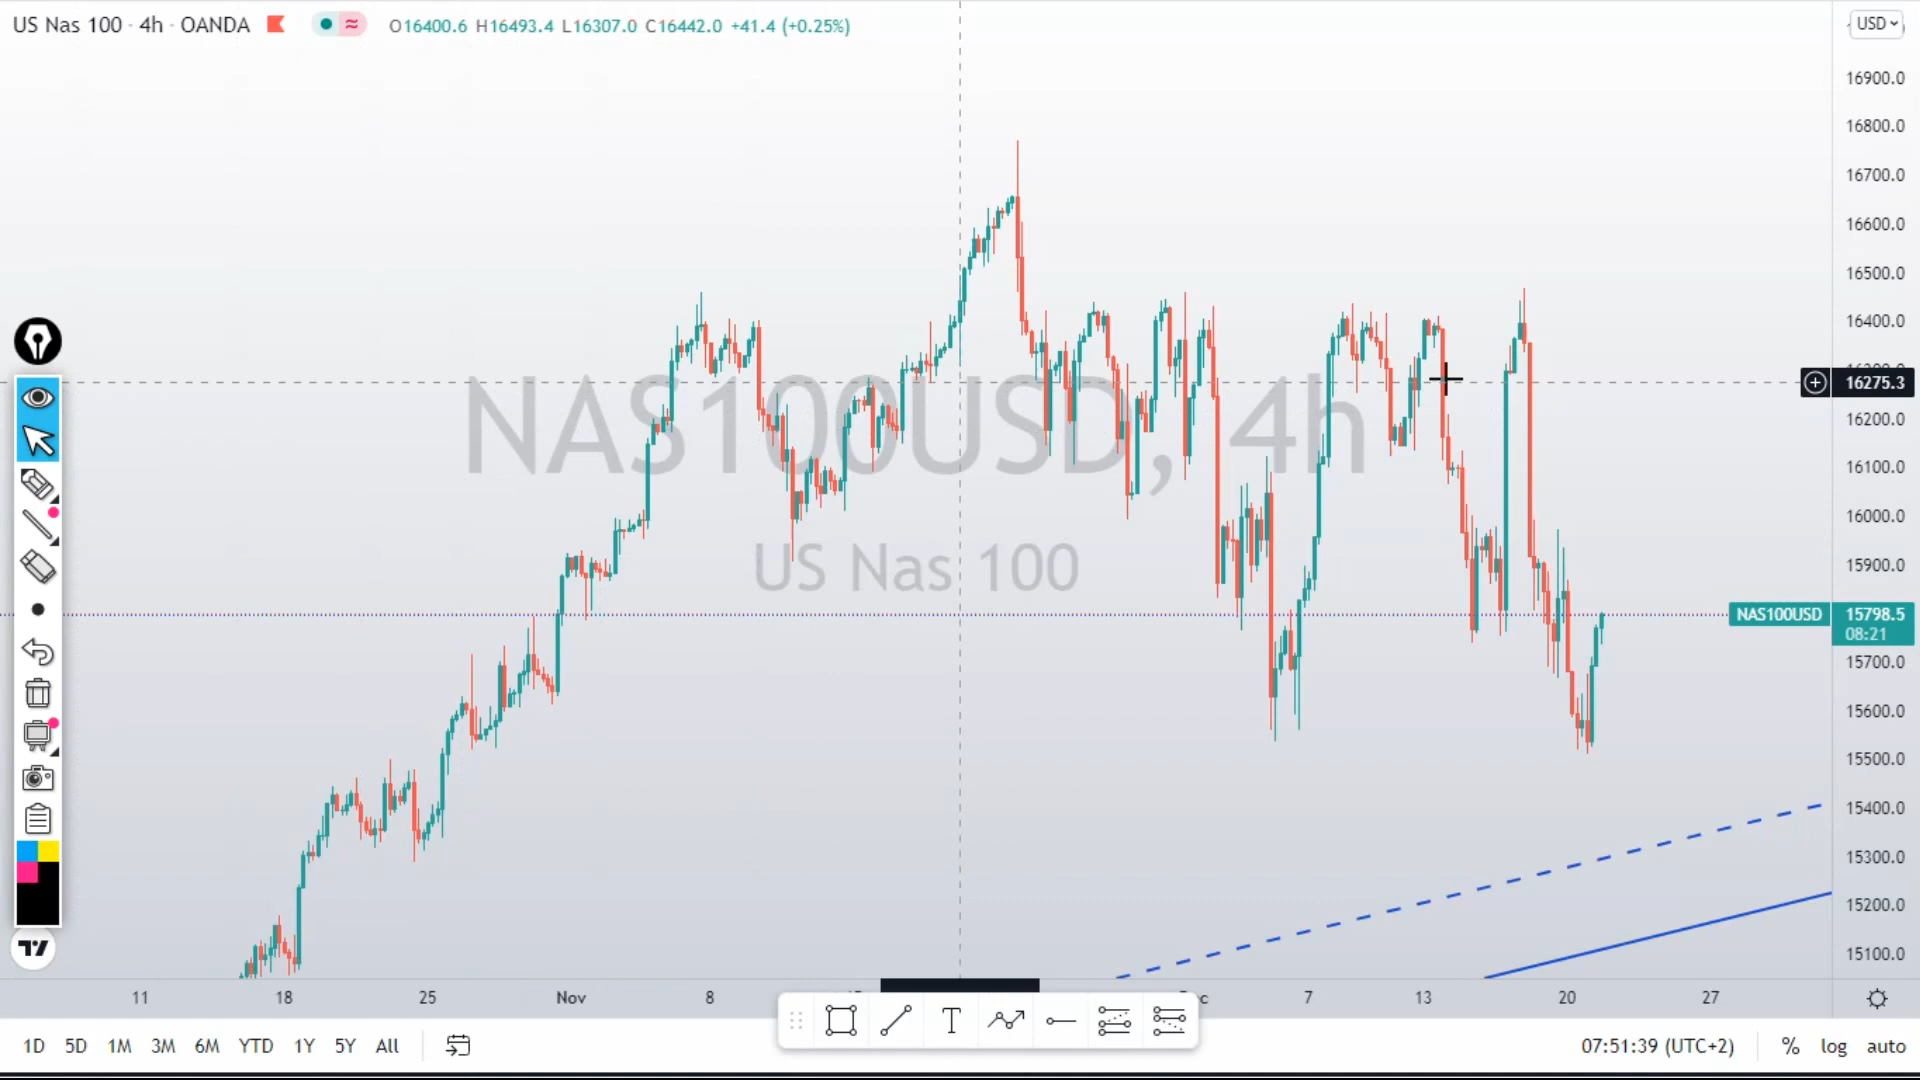 US Nas 100 · 4h · OANDA
O16400.6 H16493.4 L16307.0 C16442.0 +41.4 (+0.25%)
USD
16900.0
16800.0
16700.0
16600.0
16500.0
16400.0
16275.3
16200.0
16100.0
16000.0
15900.0
NAS100USD 15798.5
08:21
15700.0
15600.0
15500.0
15400.0
15300.0
15200.0
15100.0
NAS100USD, 4h
US Nas 100
11 18 25 Nov 8 7 13 20 27
T
1D 5D 1M 3M 6M YTD 1Y 5Y All
07:51:39 (UTC+2) % log auto